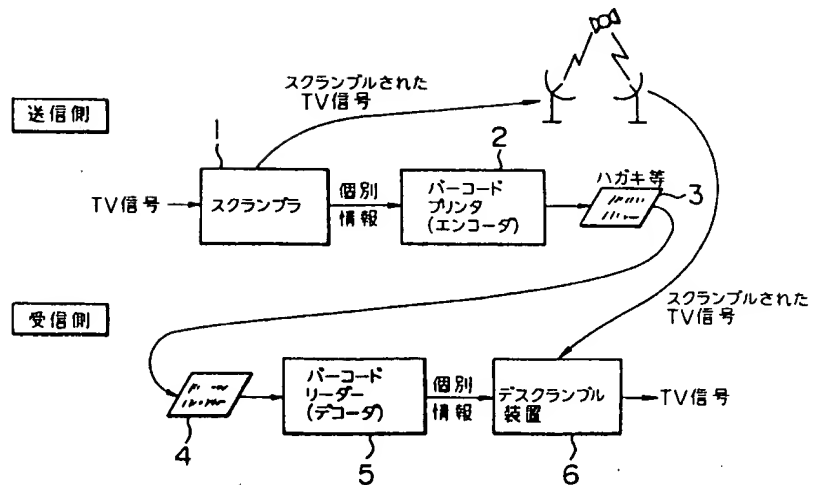 スクランブルされた
TV信号
送信側
1
2
ハガキ等
3
TV信号
スクランブラ
個別
情報
バーコード
プリンタ
(エンコーダ)
受信側
スクランブルされた
TV信号
バーコード
リーダー
(デコーダ)
個別
情報
デスクランブル
装置
TV信号
4
5
6